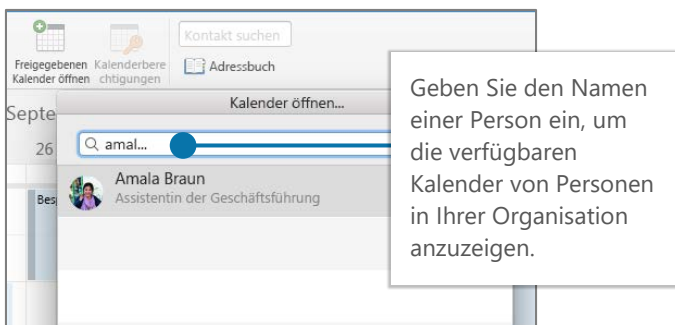 Kontakt suchen
Freigegebenen Kalenderbere
Kalender öffnen chtigungen
Adressbuch
Septe
Kalender öffnen...
26
amal...
Amala Braun
Assistentin der Geschäftsführung
Bes
Geben Sie den Namen
einer Person ein, um
die verfügbaren
Kalender von Personen
in Ihrer Organisation
anzuzeigen.